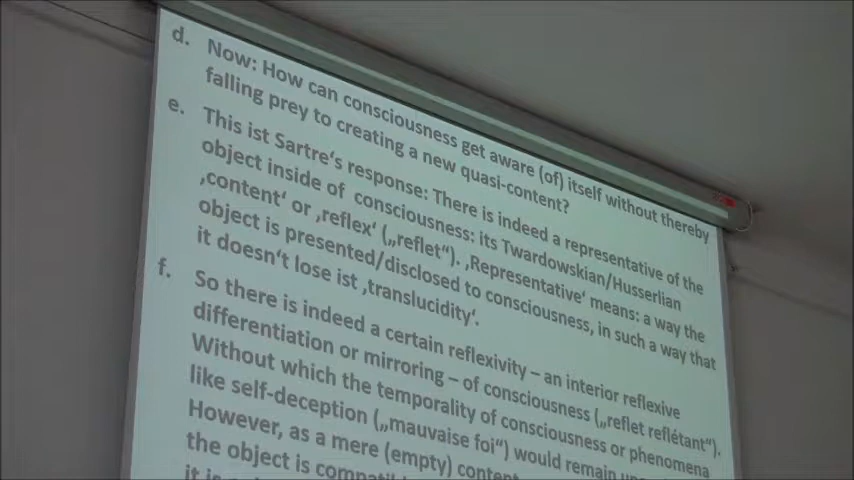 d. Now: How can consciousness get aware (of) itself without thereby
falling prey to creating a new quasi-content?
e. This ist Sartre‘s response: There is indeed a representative of the
object inside of consciousness: its Twardowskian/Husserlian
‚content‘ or ‚reflex‘ („reflet“). ‚Representative‘ means: a way the
object is presented/disclosed to consciousness, in such a way that
it doesn‘t lose ist ‚translucidity‘.
f. So there is indeed a certain reflexivity – an interior reflexive
differentiation or mirroring – of consciousness („reflet reflétant“).
Without which the temporality of consciousness or phenomena
like self-deception („mauvaise foi“) would remain
However, as a mere (empty) content
the object is
it is